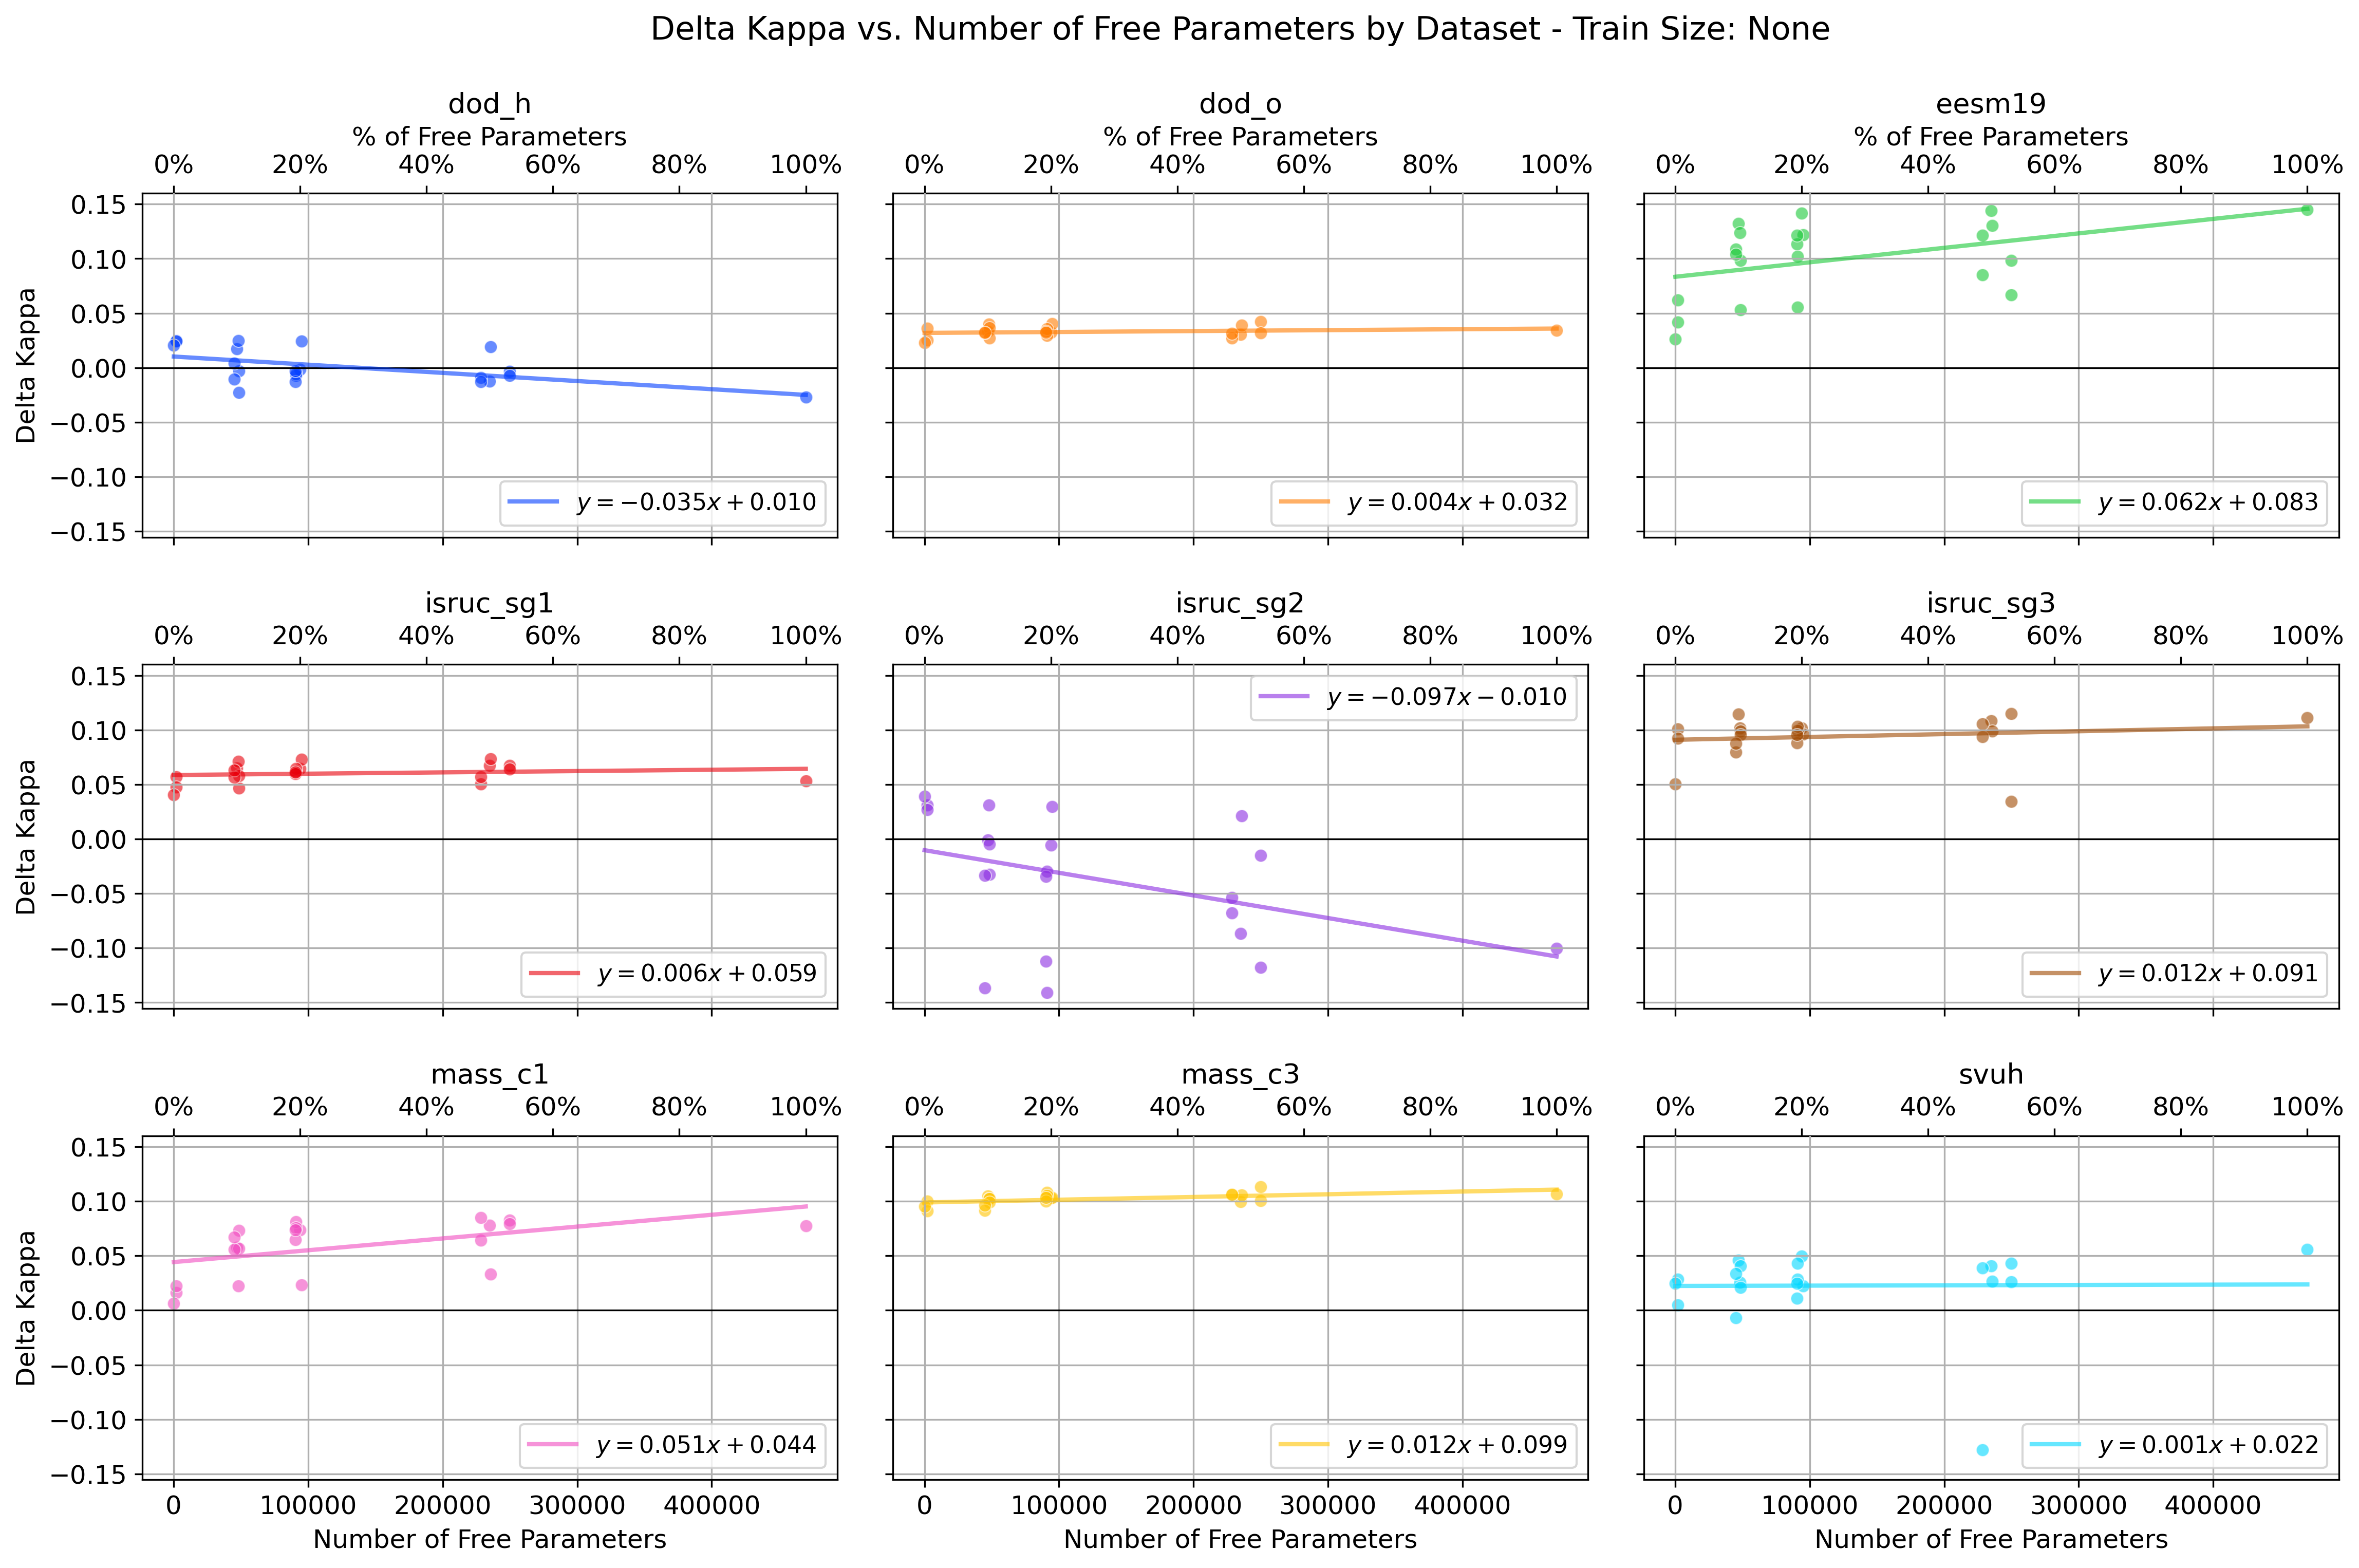 Delta Kappa vs. Number of Free Parameters by Dataset - Train Size: None
dod_h
dod_o
eesm19
% of Free Parameters
% of Free Parameters
% of Free Parameters
0% 20% 40% 60% 80% 100%
0% 20% 40% 60% 80% 100%
0% 20% 40% 60% 80% 100%
Delta Kappa
0.15
0.10
0.05
0.00
−0.05
−0.10
−0.15
y = −0.035x + 0.010
y = 0.004x + 0.032
y = 0.062x + 0.083
isruc_sg1
isruc_sg2
isruc_sg3
0% 20% 40% 60% 80% 100%
0% 20% 40% 60% 80% 100%
0% 20% 40% 60% 80% 100%
Delta Kappa
0.15
0.10
0.05
0.00
−0.05
−0.10
−0.15
y = 0.006x + 0.059
y = −0.097x − 0.010
y = 0.012x + 0.091
mass_c1
mass_c3
svuh
0% 20% 40% 60% 80% 100%
0% 20% 40% 60% 80% 100%
0% 20% 40% 60% 80% 100%
Delta Kappa
0.15
0.10
0.05
0.00
−0.05
−0.10
−0.15
y = 0.051x + 0.044
y = 0.012x + 0.099
y = 0.001x + 0.022
0 100000 200000 300000 400000
0 100000 200000 300000 400000
0 100000 200000 300000 400000
Number of Free Parameters
Number of Free Parameters
Number of Free Parameters